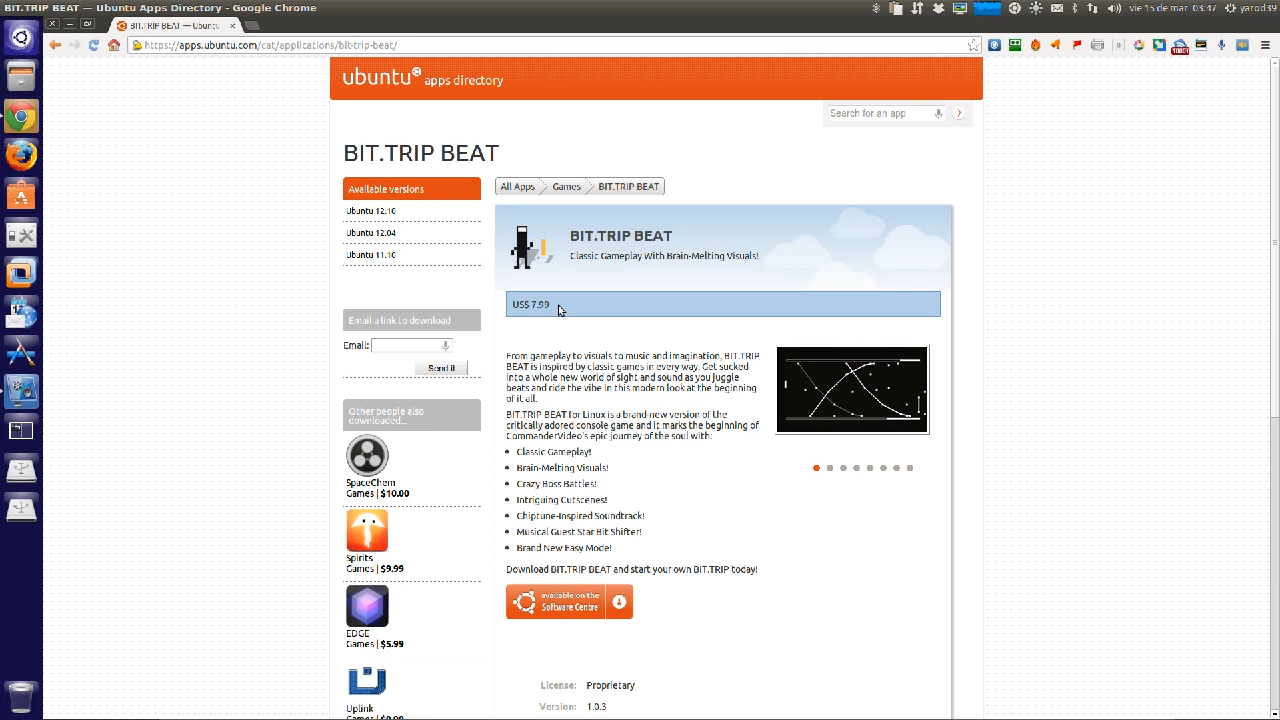 BIT.TRIP BEAT — Ubuntu Apps Directory - Google Chrome
vie 15 de mar 03:47
yarod39
BIT.TRIP BEAT — Ubuntu
https://apps.ubuntu.com/cat/applications/bit-trip-beat/
ubuntu apps directory
Search for an app
?
BIT.TRIP BEAT
Available versions
Ubuntu 12.10
Ubuntu 12.04
Ubuntu 11.10
Email a link to download
Email:
Send it
Other people also
downloaded...
SpaceChem
Games | $10.00
Spirits
Games | $9.99
EDGE
Games | $5.99
Uplink
All Apps
Games
BIT.TRIP BEAT
BIT.TRIP BEAT
Classic Gameplay With Brain-Melting Visuals!
US$ 7.99
From gameplay to visuals to music and imagination, BIT.TRIP
BEAT is inspired by classic games in every way. Get sucked
into a whole new world of sight and sound as you juggle
beats and ride the vibe in this modern look at the beginning
of it all.
BIT.TRIP BEAT for Linux is a brand-new version of the
critically adored console game and it marks the beginning of
CommanderVideo's epic journey of the soul with:
Classic Gameplay!
Brain-Melting Visuals!
Crazy Boss Battles!
Intriguing Cutscenes!
Chiptune-Inspired Soundtrack!
Musical Guest Star Bit Shifter!
Brand New Easy Mode!
Download BIT.TRIP BEAT and start your own BIT.TRIP today!
available on the
Software Centre
License: Proprietary
Version: 1.0.3